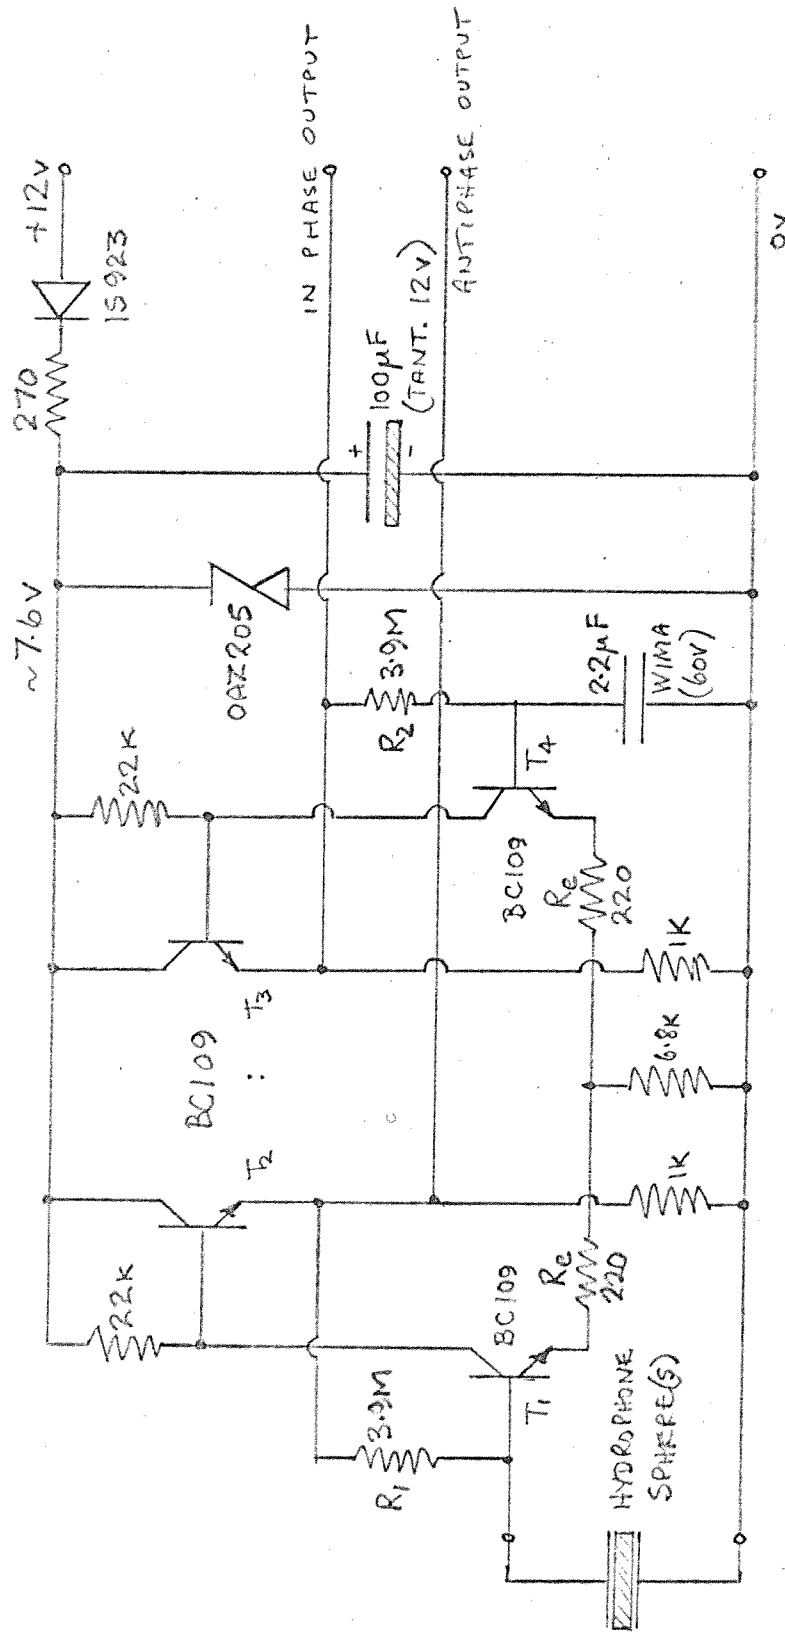 ~7.6V
270
+12V
1S923
22K
22K
BC109
T2
:
T3
OAZ205
IN PHASE OUTPUT
R1
3.9M
R2
3.9M
+
100µF
-
(TANT. 12V)
ANTIPHASE OUTPUT
T1
BC109
BC109
T4
Re
220
Re
220
2.2µF
WIMA
(60V)
HYDROPHONE
SPHERE(S)
1K
6.8K
1K
0V